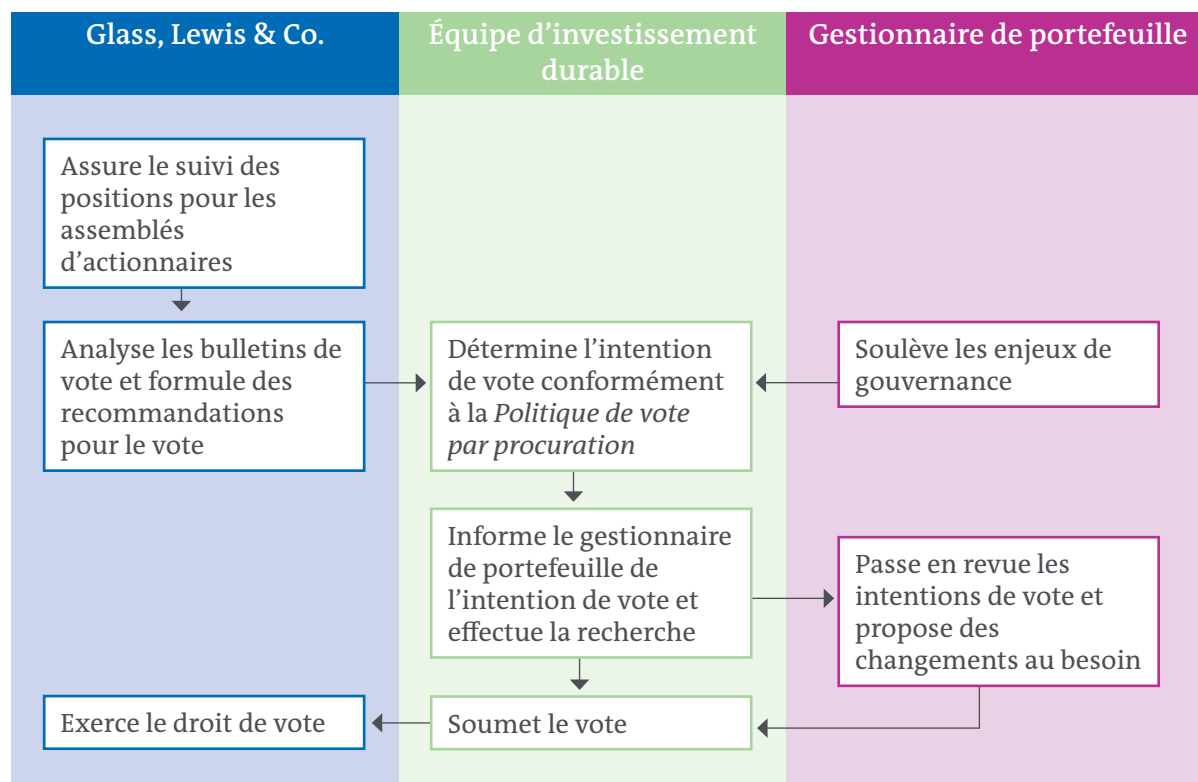 Glass, Lewis & Co.
Équipe d’investissement
durable
Gestionnaire de portefeuille
Assure le suivi des
positions pour les
assemblés
d’actionnaires
Analyse les bulletins de
vote et formule des
recommandations
pour le vote
Détermine l’intention
de vote conformément
à la Politique de vote
par procuration
Soulève les enjeux de
gouvernance
Informe le gestionnaire
de portefeuille de
l’intention de vote et
effectue la recherche
Passe en revue les
intentions de vote et
propose des
changements au besoin
Exerce le droit de vote
Soumet le vote